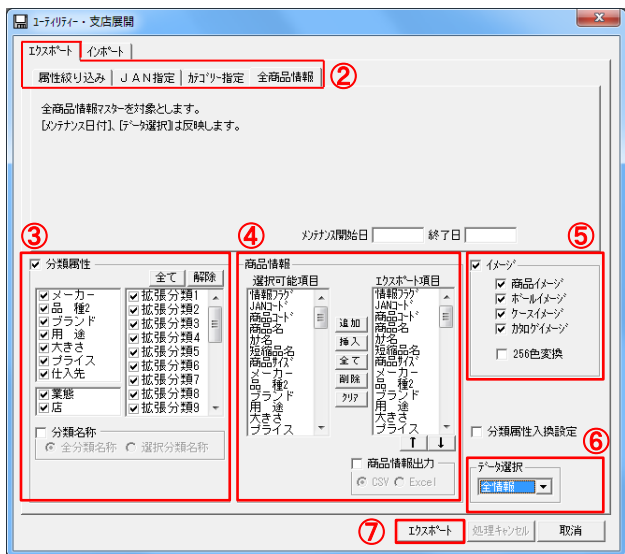 ﾕｰﾃｨﾘﾃｨｰ・支店展開
ｴｸｽﾎﾟｰﾄ ｲﾝﾎﾟｰﾄ
属性絞り込み ＪＡＮ指定 ｶﾃｺﾞﾘｰ指定 全商品情報 ②
全商品情報ﾏｽﾀｰを対象とします。
[ﾒﾝﾃﾅﾝｽ日付]、[ﾃﾞｰﾀ選択]は反映します。
ﾒﾝﾃﾅﾝｽ開始日 終了日
③
分類属性
全て 解除
メーカー
品　種2
ブランド
用　途
大きさ
プライス
仕入先
業態
店
拡張分類1
拡張分類2
拡張分類3
拡張分類4
拡張分類5
拡張分類6
拡張分類7
拡張分類8
拡張分類9
分類名称
全分類名称 選択分類名称
④
商品情報
選択可能項目
情報ﾌﾗｸﾞ
JANｺｰﾄﾞ
商品ｺｰﾄﾞ
商品名
ｶﾅ名
短縮品名
商品ｻｲｽﾞ
メーカー
品　種2
ブランド
用　途
大きさ
プライス
追加
挿入
全て
削除
ｸﾘｱ
ｴｸｽﾎﾟｰﾄ項目
情報ﾌﾗｸﾞ
JANｺｰﾄﾞ
商品ｺｰﾄﾞ
商品名
ｶﾅ名
短縮品名
商品ｻｲｽﾞ
メーカー
品　種2
ブランド
用　途
大きさ
プライス
↑ ↓
商品情報出力
CSV Excel
⑤
ｲﾒｰｼﾞ
商品ｲﾒｰｼﾞ
ﾎﾞｰﾙｲﾒｰｼﾞ
ｹｰｽｲﾒｰｼﾞ
ｶﾀﾛｸﾞｲﾒｰｼﾞ
256色変換
分類属性入換設定
⑥
ﾃﾞｰﾀ選択
全情報
⑦ ｴｸｽﾎﾟｰﾄ 処理ｷｬﾝｾﾙ 取消